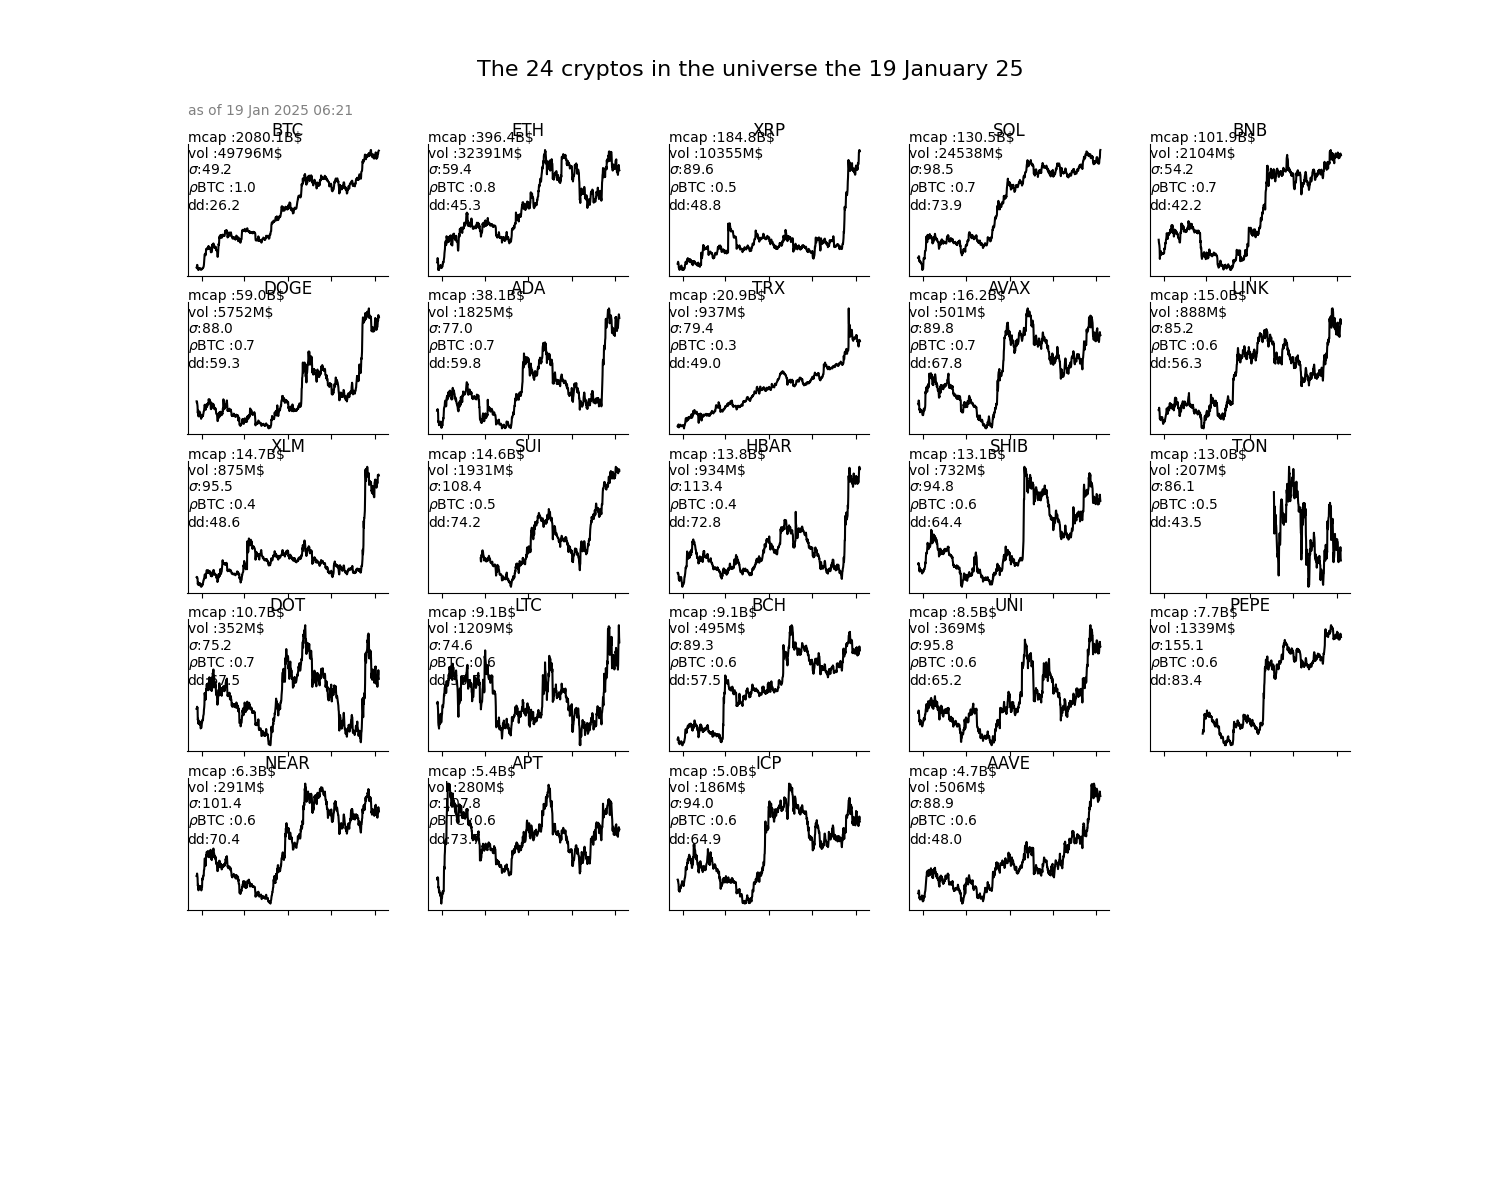 The 24 cryptos in the universe the 19 January 25
as of 19 Jan 2025 06:21
BTC
mcap :2080.1B$
vol :49796M$
σ:49.2
ρBTC :1.0
dd:26.2
ETH
mcap :396.4B$
vol :32391M$
σ:59.4
ρBTC :0.8
dd:45.3
XRP
mcap :184.8B$
vol :10355M$
σ:89.6
ρBTC :0.5
dd:48.8
SOL
mcap :130.5B$
vol :24538M$
σ:98.5
ρBTC :0.7
dd:73.9
BNB
mcap :101.9B$
vol :2104M$
σ:54.2
ρBTC :0.7
dd:42.2
DOGE
mcap :59.0B$
vol :5752M$
σ:88.0
ρBTC :0.7
dd:59.3
ADA
mcap :38.1B$
vol :1825M$
σ:77.0
ρBTC :0.7
dd:59.8
TRX
mcap :20.9B$
vol :937M$
σ:79.4
ρBTC :0.3
dd:49.0
AVAX
mcap :16.2B$
vol :501M$
σ:89.8
ρBTC :0.7
dd:67.8
LINK
mcap :15.0B$
vol :888M$
σ:85.2
ρBTC :0.6
dd:56.3
XLM
mcap :14.7B$
vol :875M$
σ:95.5
ρBTC :0.4
dd:48.6
SUI
mcap :14.6B$
vol :1931M$
σ:108.4
ρBTC :0.5
dd:74.2
HBAR
mcap :13.8B$
vol :934M$
σ:113.4
ρBTC :0.4
dd:72.8
SHIB
mcap :13.1B$
vol :732M$
σ:94.8
ρBTC :0.6
dd:64.4
TON
mcap :13.0B$
vol :207M$
σ:86.1
ρBTC :0.5
dd:43.5
DOT
mcap :10.7B$
vol :352M$
σ:75.2
ρBTC :0.7
LTC
mcap :9.1B$
vol :1209M$
σ:74.6
ρBTC :0.6
BCH
mcap :9.1B$
vol :495M$
σ:89.3
ρBTC :0.6
dd:57.5
UNI
mcap :8.5B$
vol :369M$
σ:95.8
ρBTC :0.6
dd:65.2
PEPE
mcap :7.7B$
vol :1339M$
σ:155.1
ρBTC :0.6
dd:83.4
NEAR
mcap :6.3B$
vol :291M$
σ:101.4
ρBTC :0.6
dd:70.4
APT
mcap :5.4B$
vol :280M$
σ:107.8
ρBTC :0.6
ICP
mcap :5.0B$
vol :186M$
σ:94.0
ρBTC :0.6
dd:64.9
AAVE
mcap :4.7B$
vol :506M$
σ:88.9
ρBTC :0.6
dd:48.0